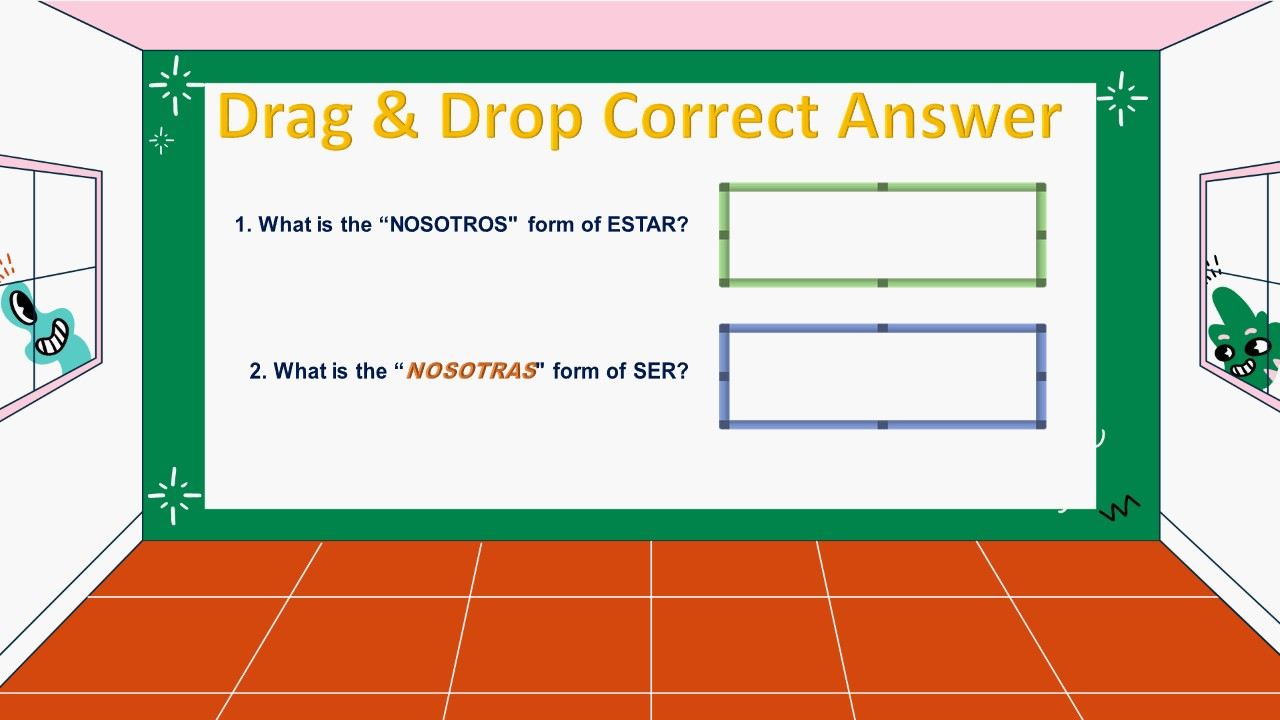 Drag & Drop Correct Answer
1. What is the “NOSOTROS" form of ESTAR?
2. What is the “NOSOTRAS" form of SER?